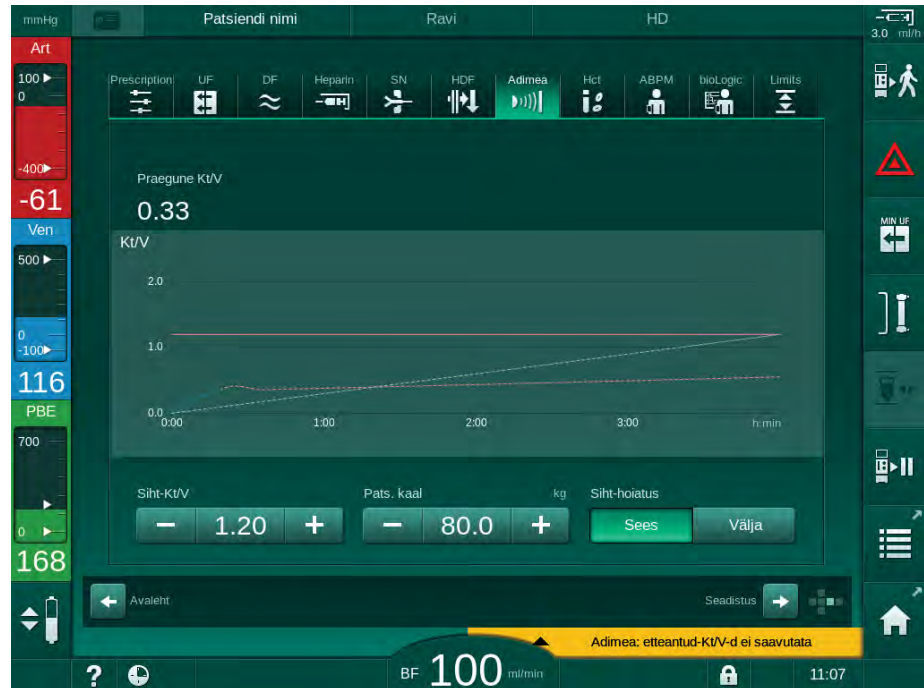 mmHg
Patsiendi nimi
Ravi
HD
3.0 ml/h
Art
100
0
-400
-61
Ven
500
0
-100
116
PBE
700
0
168
Prescription
UF
DF
Heparin
SN
HDF
Adimea
Hct
ABPM
bioLogic
Limits
Praegune Kt/V
0.33
Kt/V
2.0
1.0
0.0
0:00
1:00
2:00
3:00
h:min
Siht-Kt/V
Pats. kaal
kg
Siht-hoiatus
− 1.20 +
− 80.0 +
Sees
Välja
Avaleht
Seadistus
Adimea: etteantud-Kt/V-d ei saavutata
BF 100 ml/min
?
11:07
MIN UF